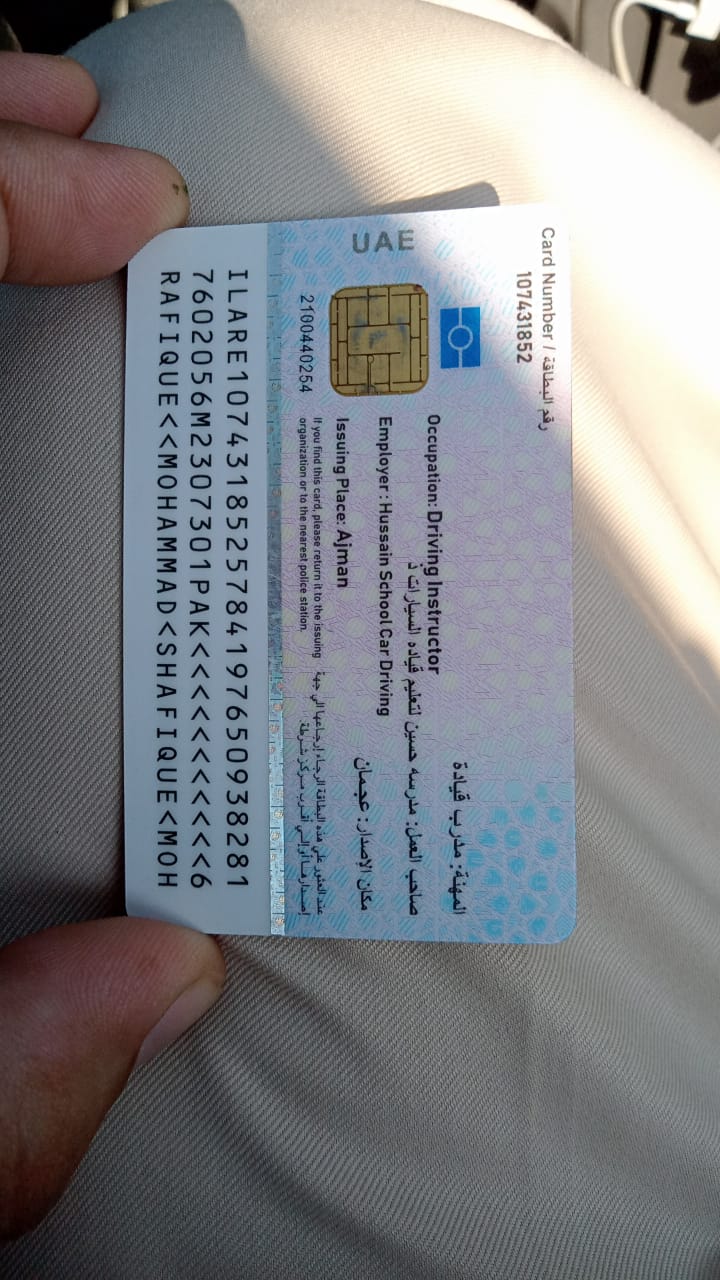 Card Number / رقم البطاقة
107431852
UAE
2100440254
المهنة: مدرب قيادة
Occupation: Driving Instructor
صاحب العمل: مدرسه حسين لتعليم قياده السيارات ذ
Employer : Hussain School Car Driving
مكان الإصدار: عجمان
Issuing Place: Ajman
If you find this card, please return it to the issuing
organization or to the nearest police station.
عند العثور على هذه البطاقة الرجاء إرجاعها الى جهة
إصدارها أو إلى أقرب مركز شرطة.
ILARE1074318525784197650938281
7602056M2307301PAK<<<<<<<<<<<6
RAFIQUE<<MOHAMMAD<SHAFIQUE<MOH